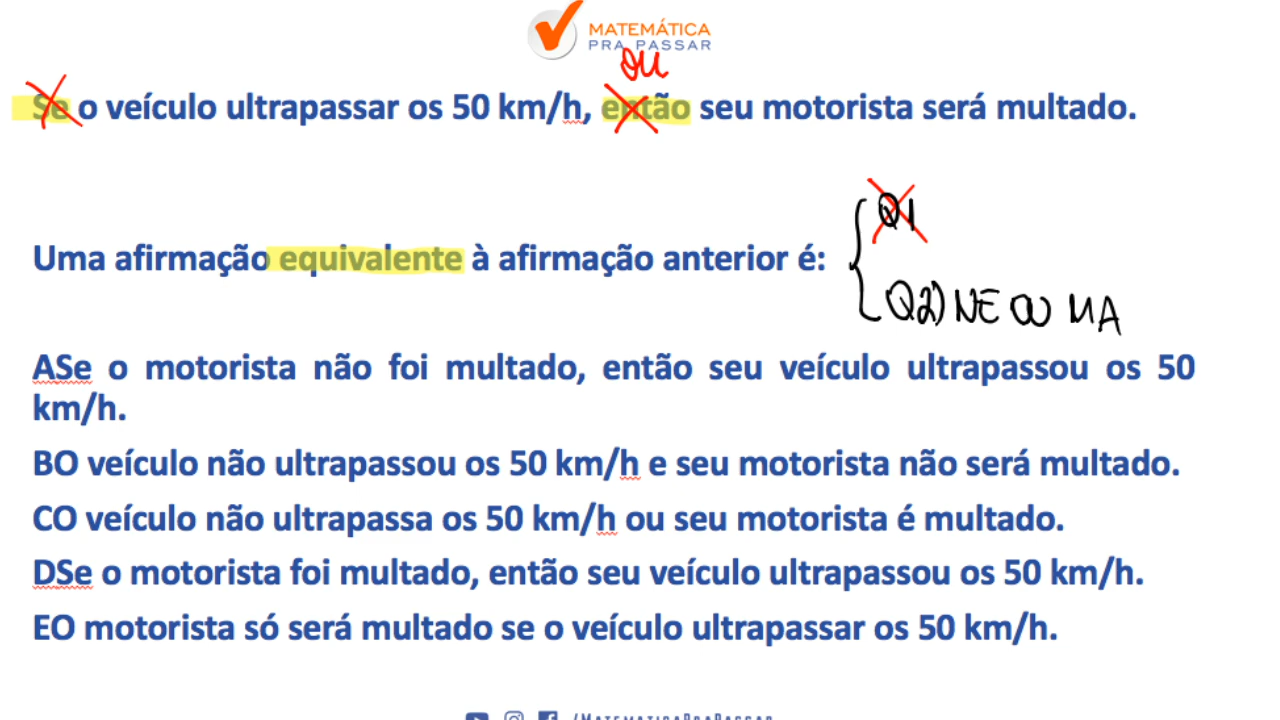 MATEMÁTICA
PRA PASSAR
OU
Se o veículo ultrapassar os 50 km/h, então seu motorista será multado.
Q1
Uma afirmação equivalente à afirmação anterior é:
Q2) NE OU MA
ASe o motorista não foi multado, então seu veículo ultrapassou os 50
km/h.
BO veículo não ultrapassou os 50 km/h e seu motorista não será multado.
CO veículo não ultrapassa os 50 km/h ou seu motorista é multado.
DSe o motorista foi multado, então seu veículo ultrapassou os 50 km/h.
EO motorista só será multado se o veículo ultrapassar os 50 km/h.
/MATEMATICAPRAPASSAR